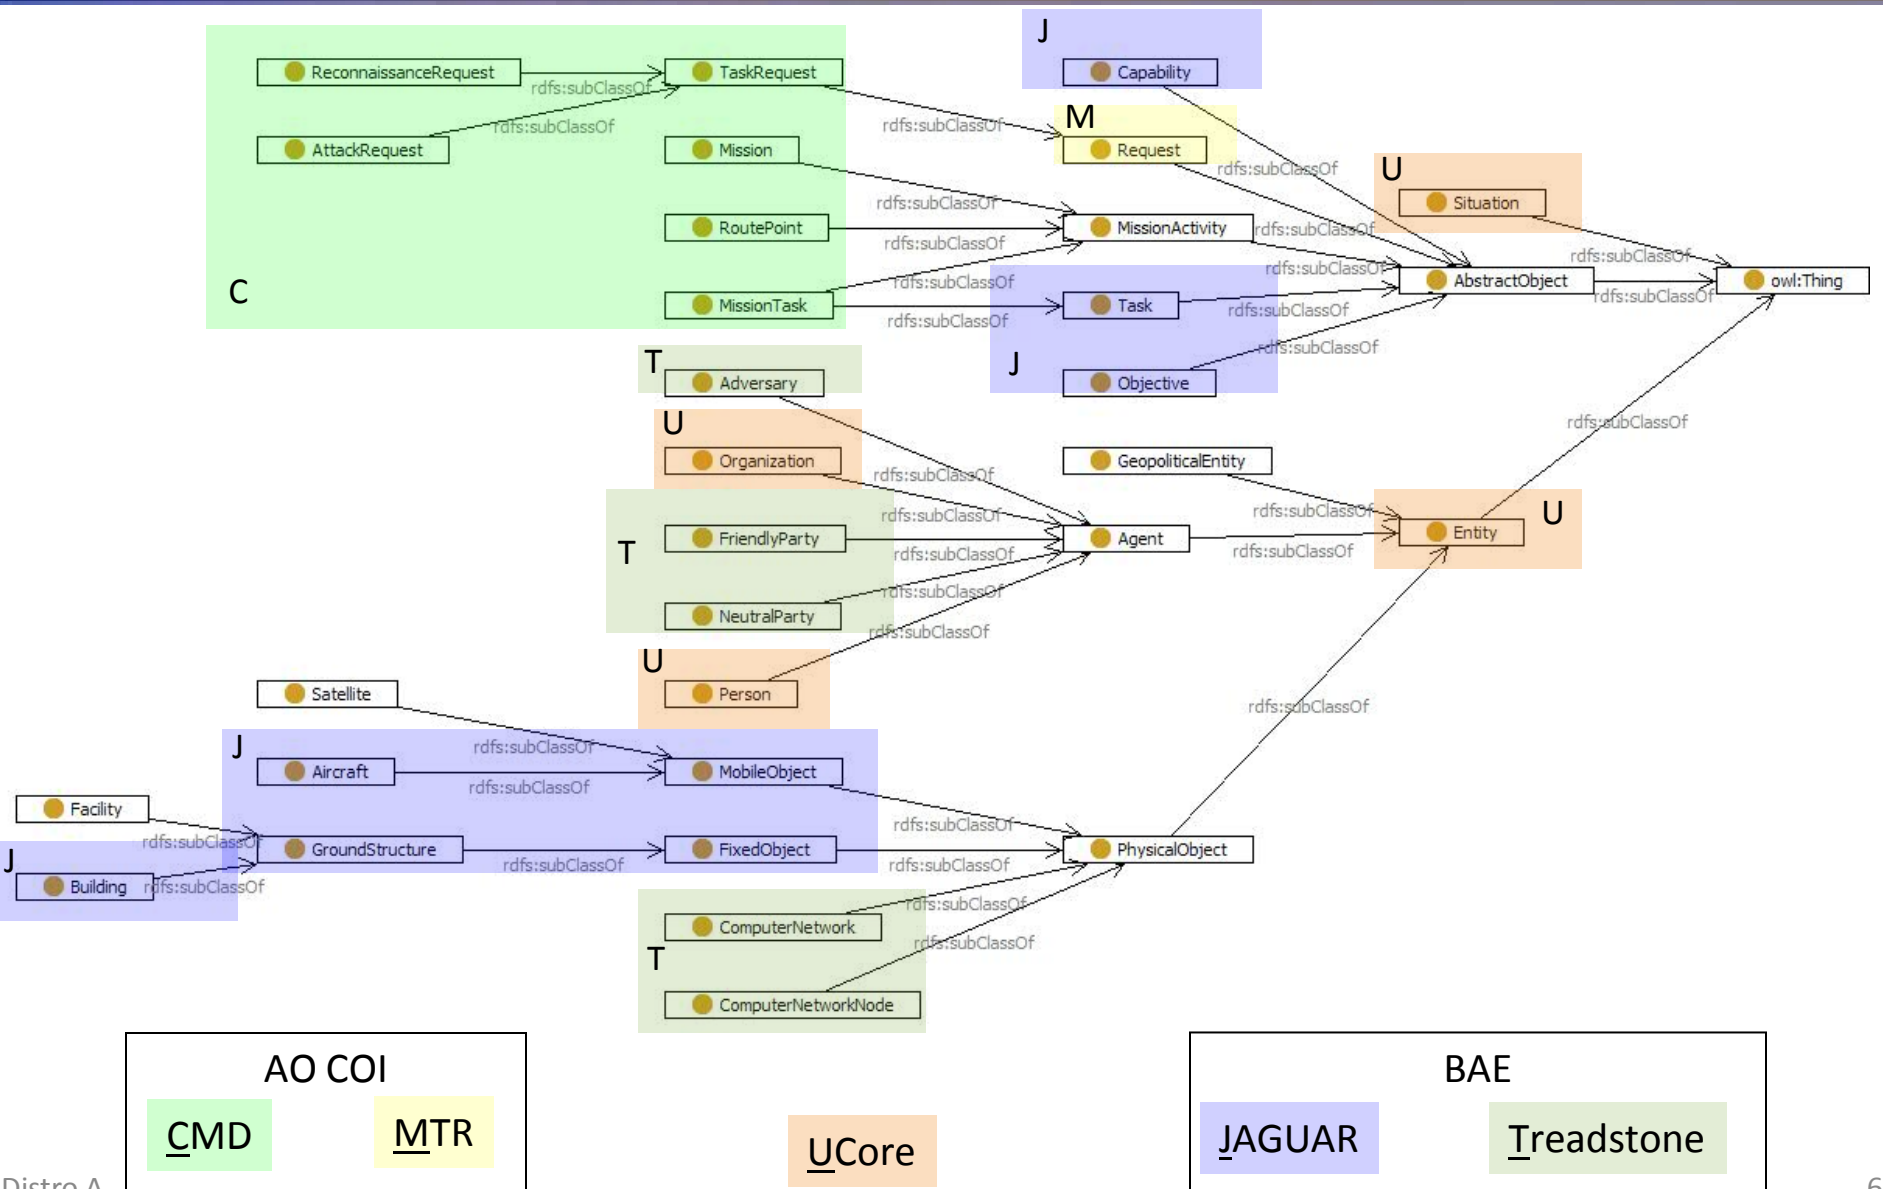 J
ReconnaissanceRequest
rdfs:subClassOf
TaskRequest
Capability
rdfs:subClassOf
rdfs:subClassOf
M
AttackRequest
Mission
Request
rdfs:subClassOf
U
Situation
rdfs:subClassOf
RoutePoint
MissionActivity
rdfs:subClassOf
rdfs:subClassOf
rdfs:subClassOf
rdfs:subClassOf
C
rdfs:subClassOf
AbstractObject
owl:Thing
rdfs:subClassOf
MissionTask
Task
rdfs:subClassOf
rdfs:subClassOf
rdfs:subClassOf
T
J
Adversary
Objective
U
rdfs:subClassOf
Organization
rdfs:subClassOf
GeopoliticalEntity
rdfs:subClassOf
rdfs:subClassOf
U
T
FriendlyParty
Agent
Entity
rdfs:subClassOf
rdfs:subClassOf
rdfs:subClassOf
NeutralParty
rdfs:subClassOf
U
Satellite
Person
rdfs:subClassOf
J
rdfs:subClassOf
Aircraft
rdfs:subClassOf
MobileObject
Facility
rdfs:subClassOf
rdfs:subClassOf
J
GroundStructure
rdfs:subClassOf
FixedObject
rdfs:subClassOf
PhysicalObject
Building
rdfs:subClassOf
rdfs:subClassOf
ComputerNetwork
rdfs:subClassOf
T
ComputerNetworkNode
AO COI
CMD
MTR
UCore
BAE
JAGUAR
Treadstone
Distro A
6